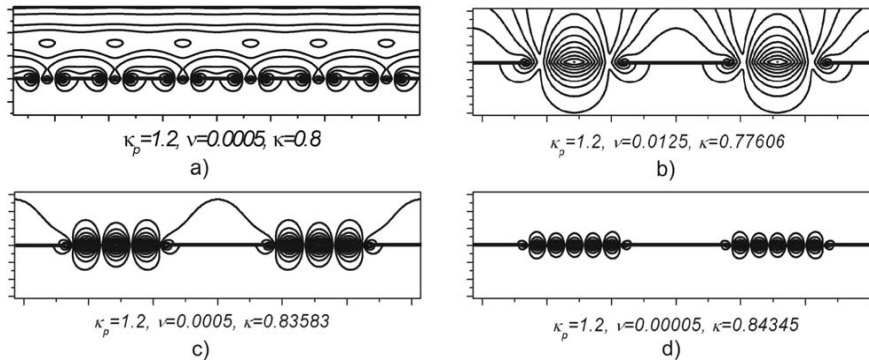 κp=1.2, ν=0.0005, κ=0.8
a)
κp=1.2, ν=0.0125, κ=0.77606
b)
κp=1.2, ν=0.0005, κ=0.83583
c)
κp=1.2, ν=0.00005, κ=0.84345
d)